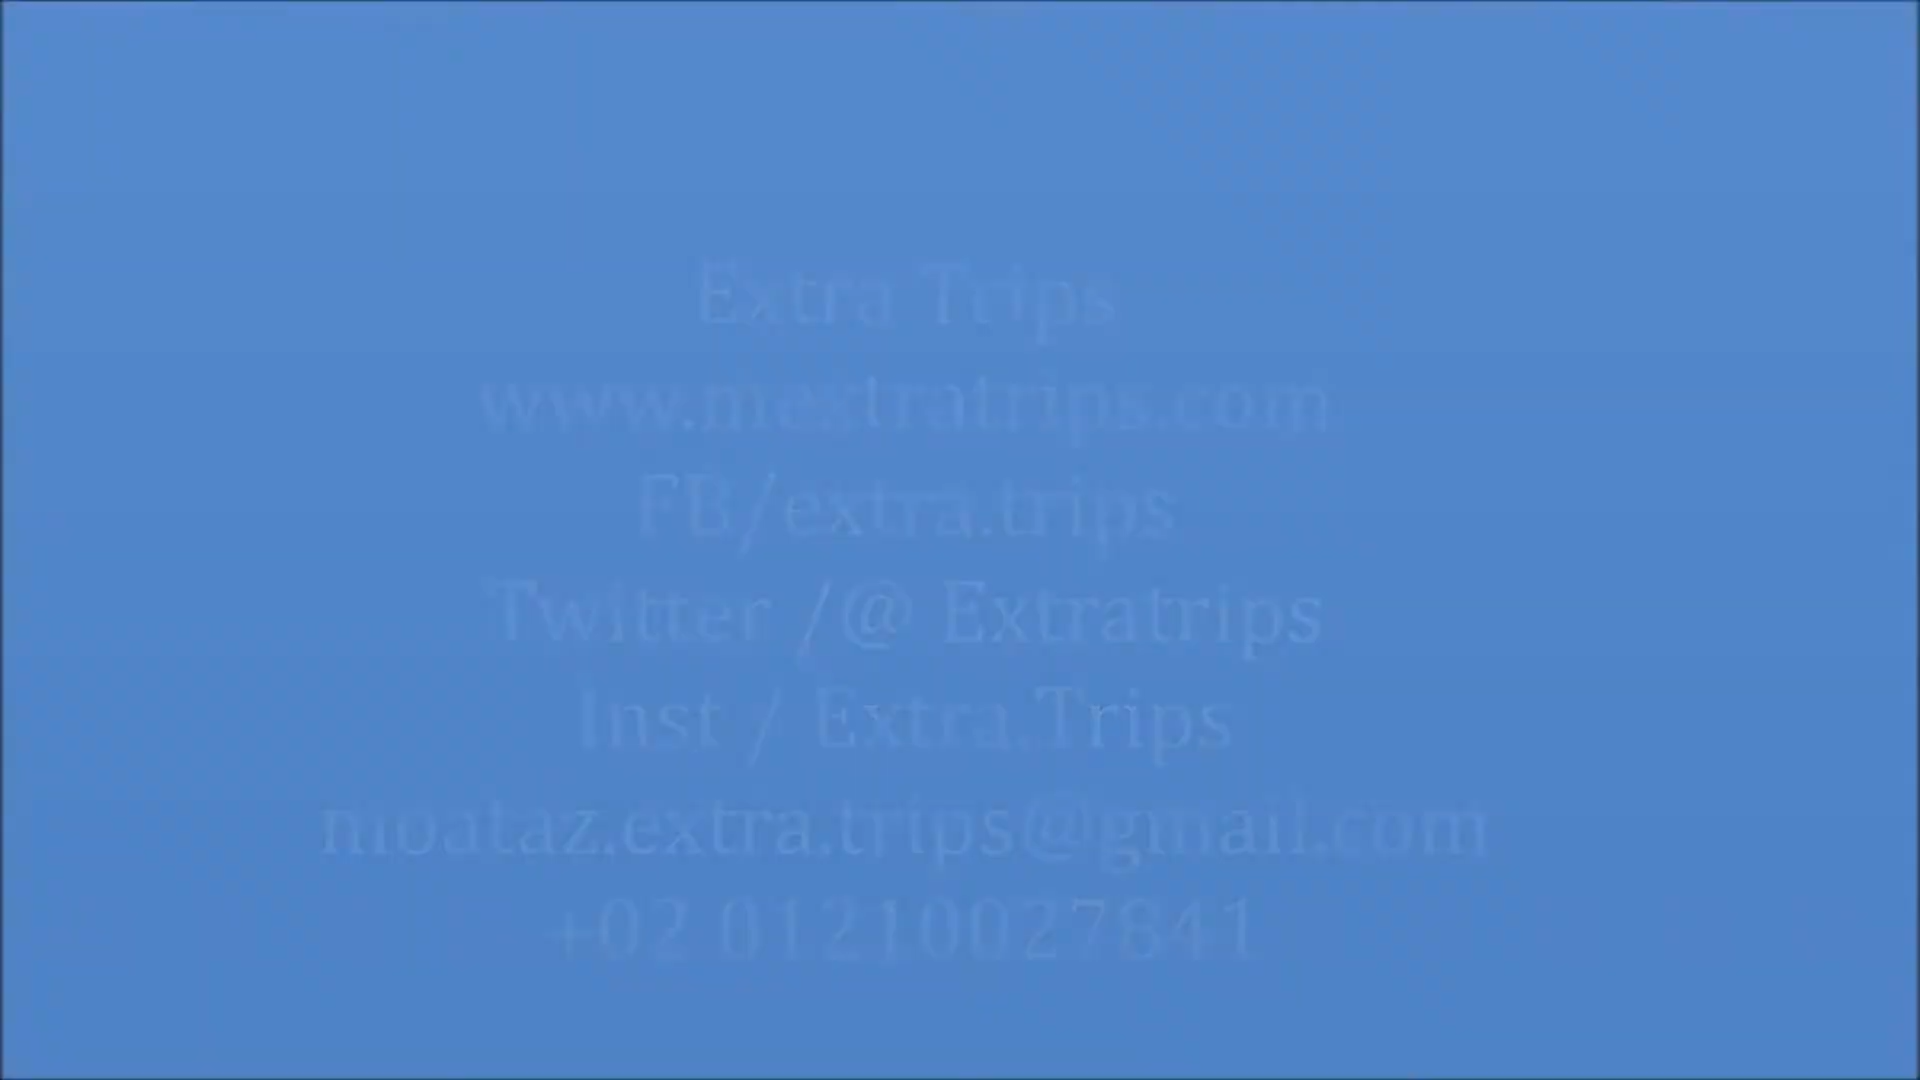 Extra Trips
www.mextratrips.com
FB/extra.trips
Twitter /@ Extratrips
Inst / Extra.Trips
moataz.extra.trips@gmail.com
+02 01210027841